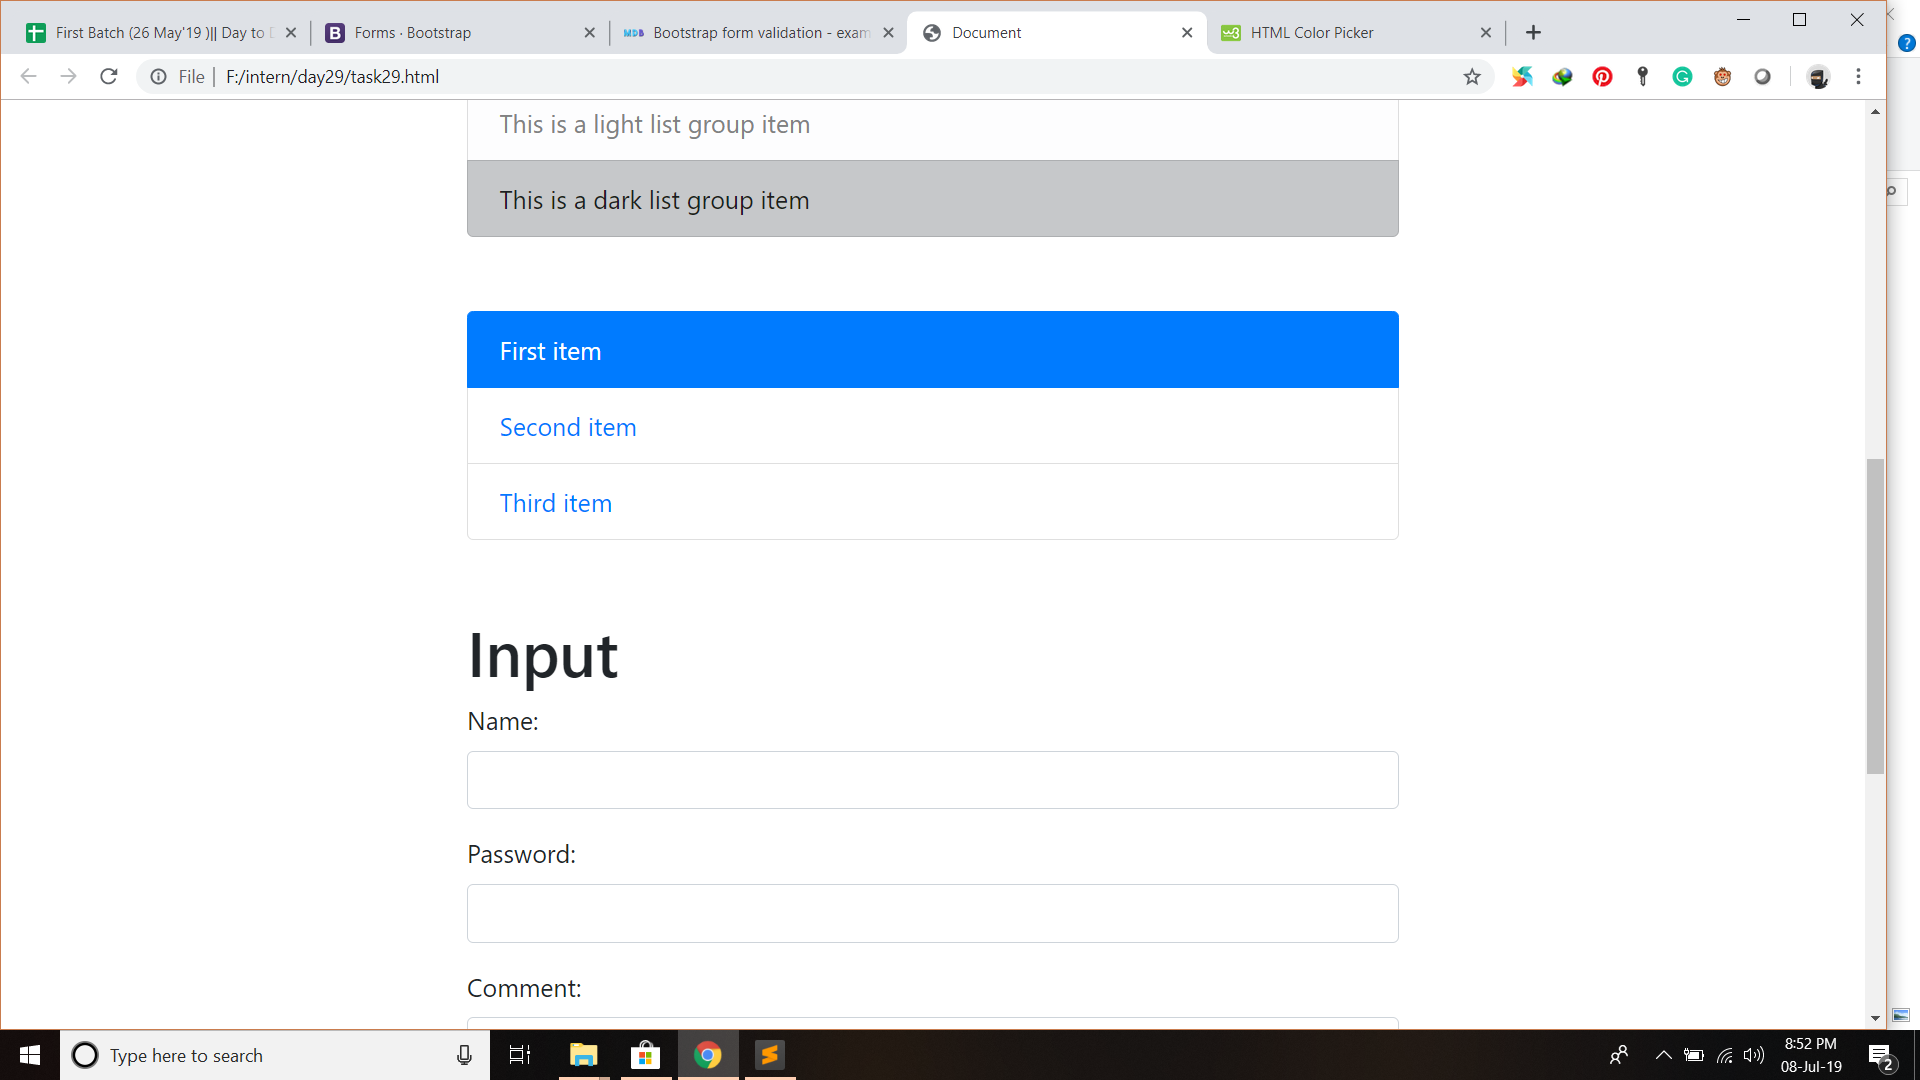 First Batch (26 May'19 )|| Day to D
Forms · Bootstrap
MDB
Bootstrap form validation - exam
Document
w3
HTML Color Picker
File
F:/intern/day29/task29.html
This is a light list group item
This is a dark list group item
First item
Second item
Third item
Input
Name:
Password:
Comment:
Type here to search
8:52 PM
08-Jul-19
2